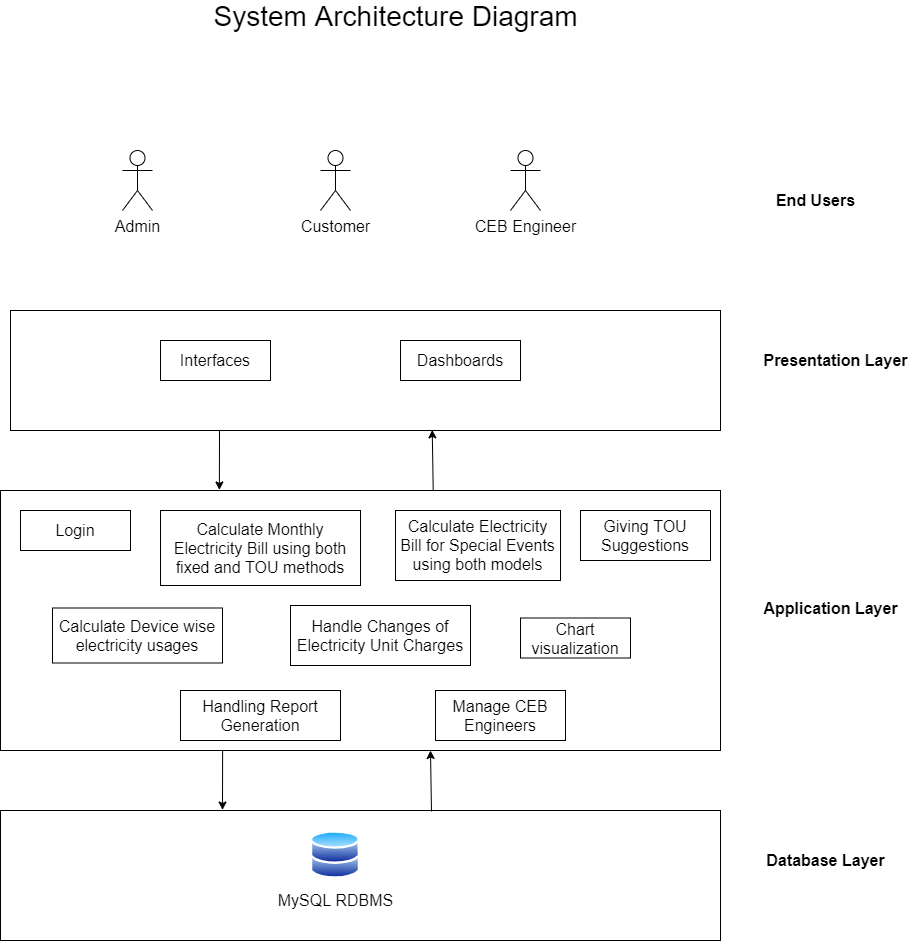 System Architecture Diagram
Admin
Customer
CEB Engineer
End Users
Interfaces
Dashboards
Presentation Layer
Login
Calculate Monthly
Electricity Bill using both
fixed and TOU methods
Calculate Electricity
Bill for Special Events
using both models
Giving TOU
Suggestions
Calculate Device wise
electricity usages
Handle Changes of
Electricity Unit Charges
Chart
visualization
Application Layer
Handling Report
Generation
Manage CEB
Engineers
MySQL RDBMS
Database Layer